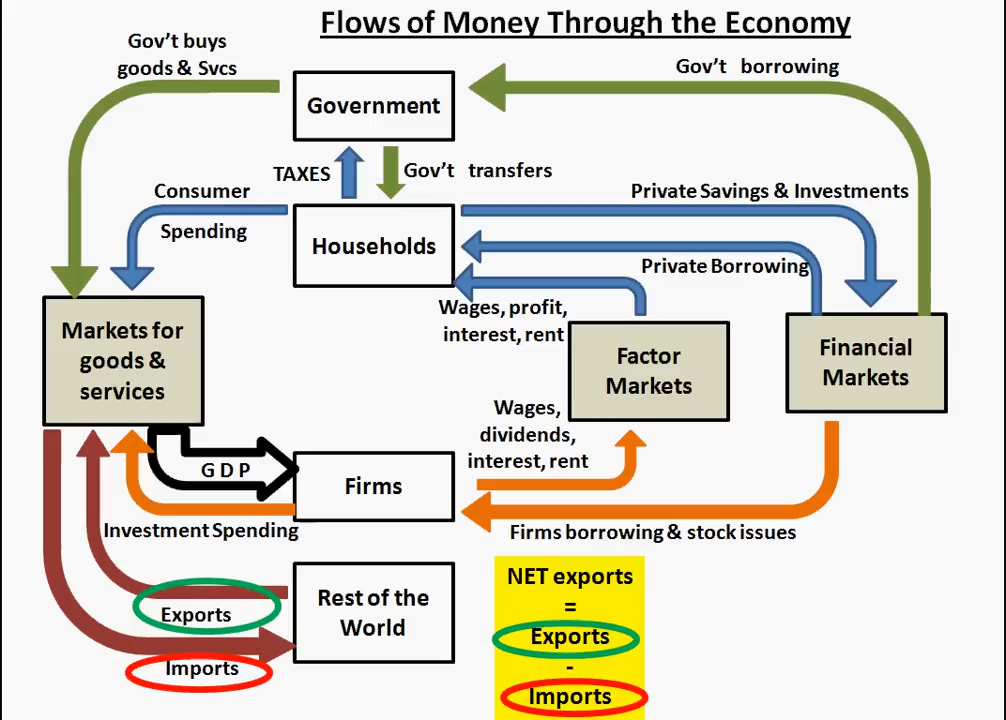 Flows of Money Through the Economy
Gov't buys
goods & Svcs
Gov't borrowing
Government
TAXES
Gov't transfers
Consumer
Spending
Private Savings & Investments
Households
Private Borrowing
Wages, profit,
interest, rent
Markets for
goods &
services
Factor
Markets
Financial
Markets
Wages,
dividends,
interest, rent
G D P
Firms
Investment Spending
Firms borrowing & stock issues
Exports
Rest of the
World
Imports
NET exports
=
Exports
-
Imports